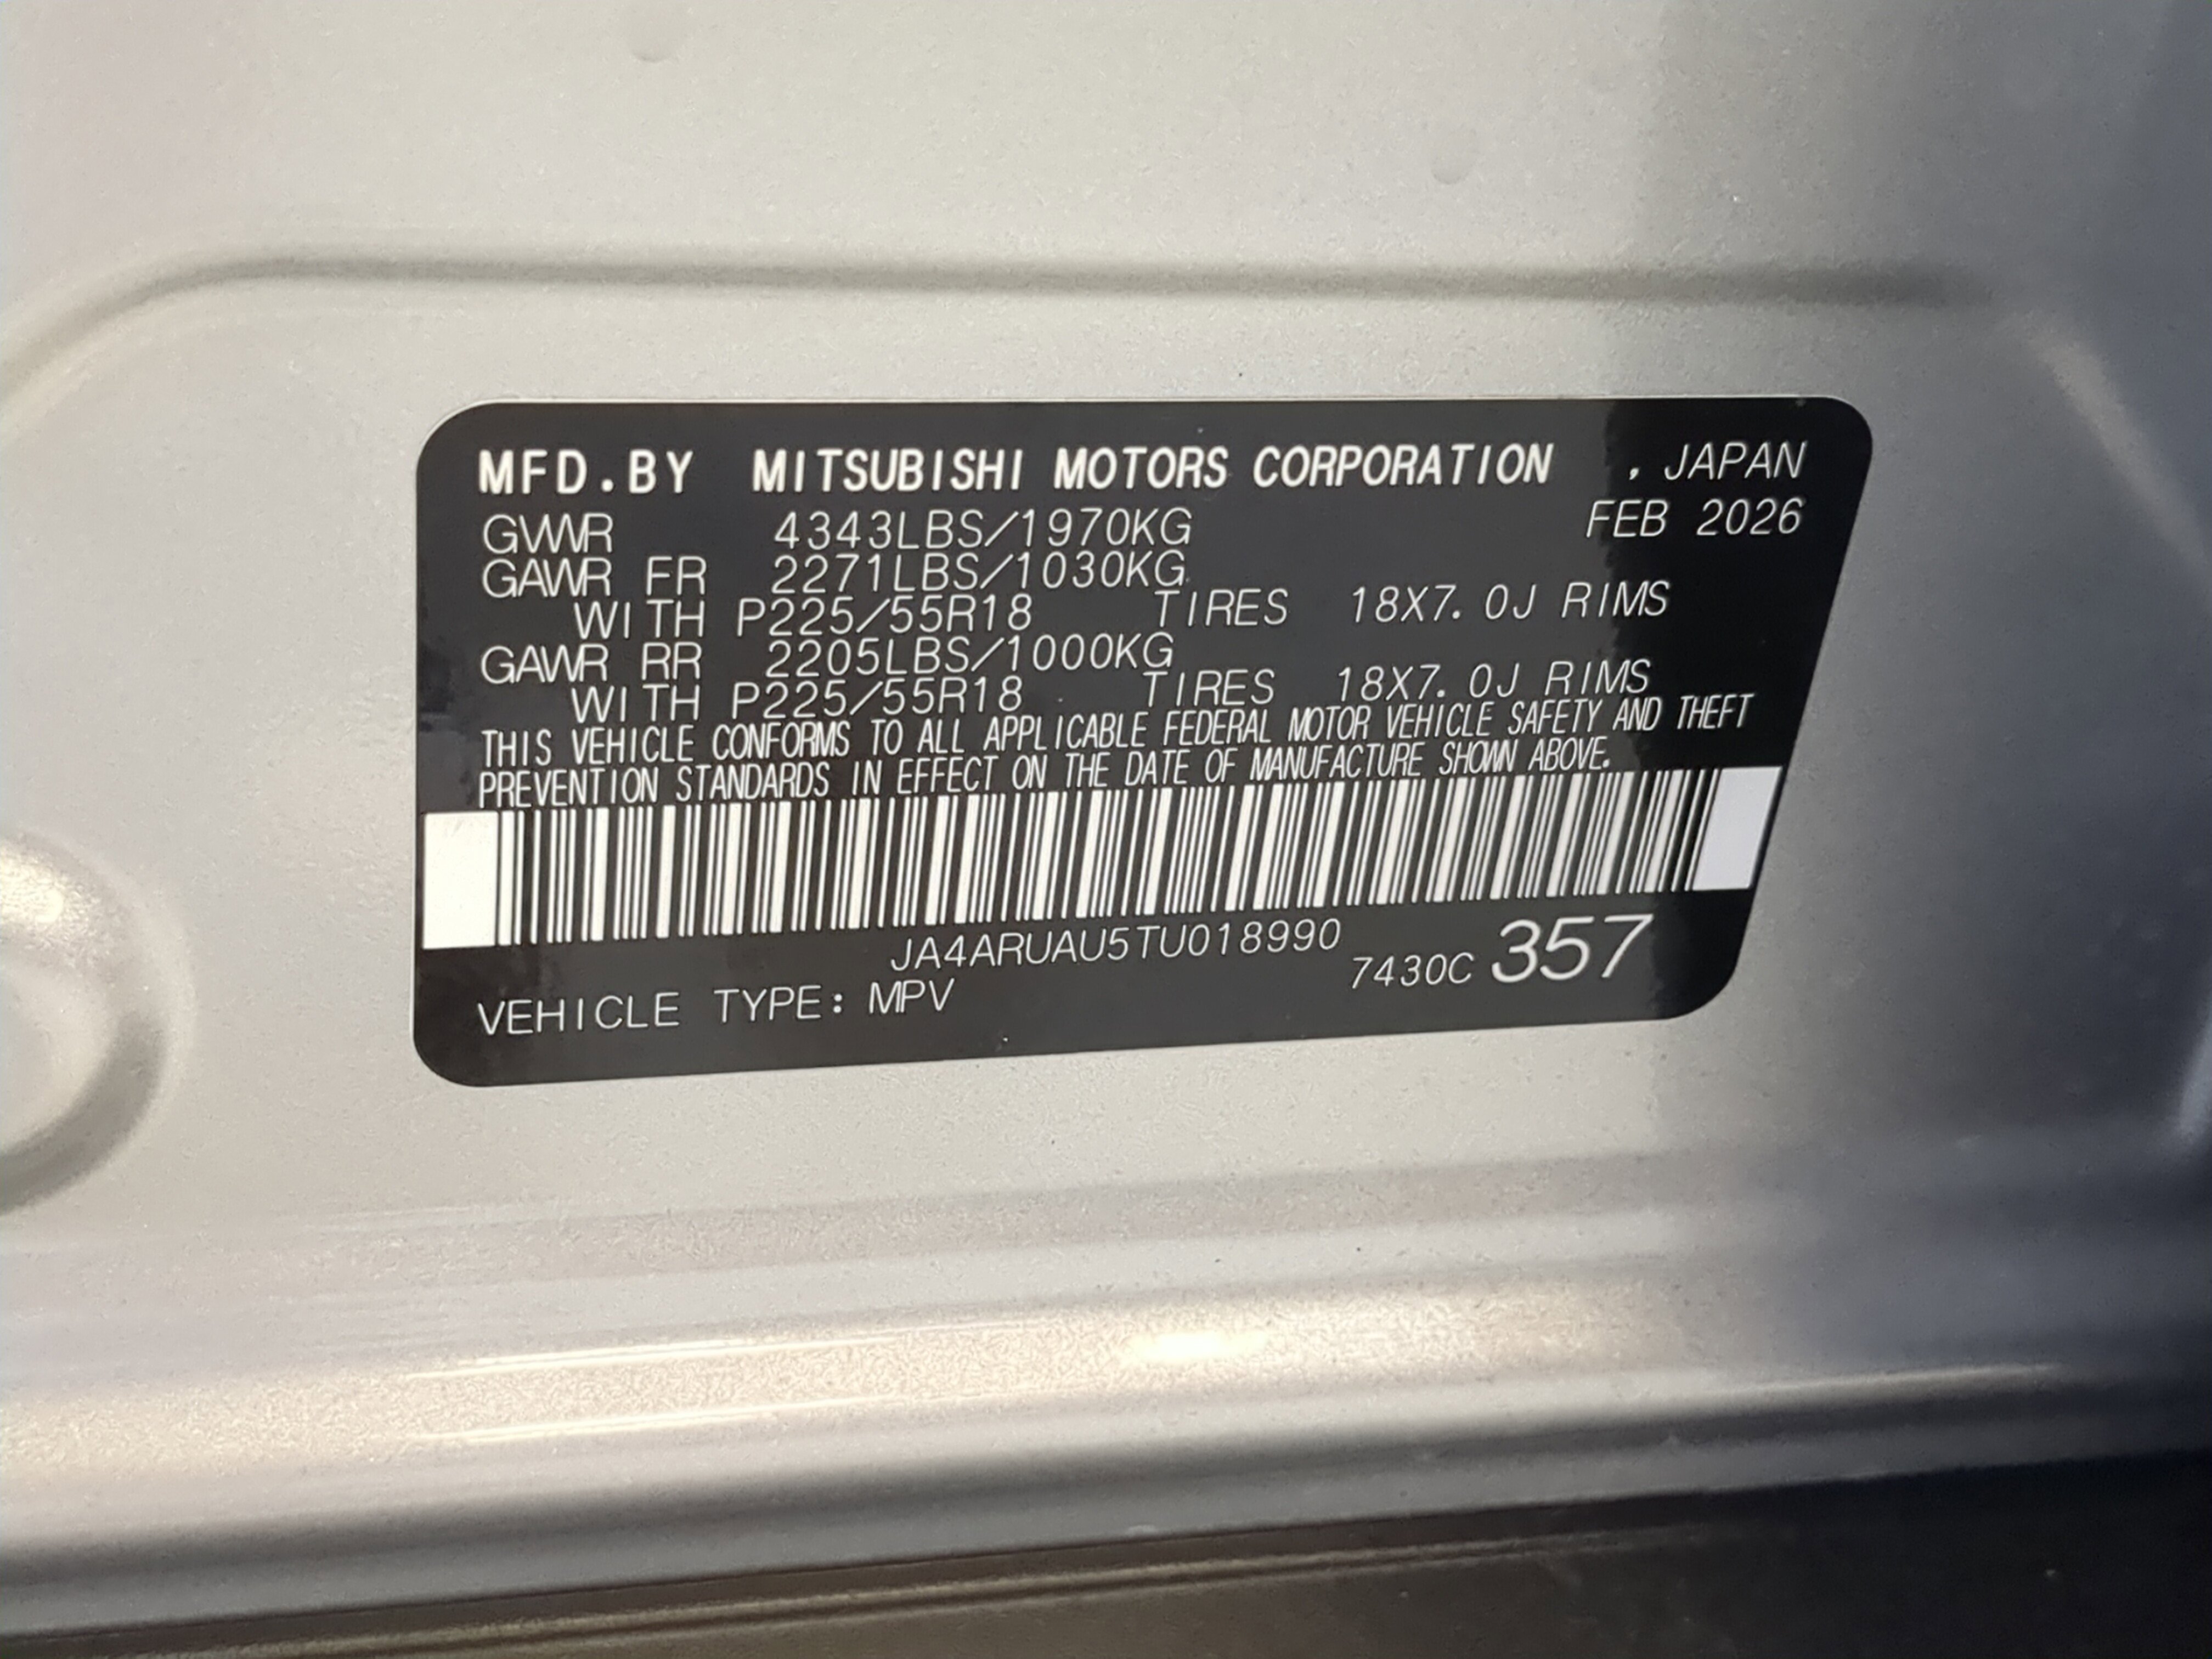 MFD.BY MITSUBISHI MOTORS CORPORATION , JAPAN
GVWR 4343LBS/1970KG FEB 2026
GAWR FR 2271LBS/1030KG
WITH P225/55R18 TIRES 18X7.0J RIMS
GAWR RR 2205LBS/1000KG
WITH P225/55R18 TIRES 18X7.0J RIMS
THIS VEHICLE CONFORMS TO ALL APPLICABLE FEDERAL MOTOR VEHICLE SAFETY AND THEFT
PREVENTION STANDARDS IN EFFECT ON THE DATE OF MANUFACTURE SHOWN ABOVE.
JA4ARUAU5TU018990
7430C 357
VEHICLE TYPE: MPV